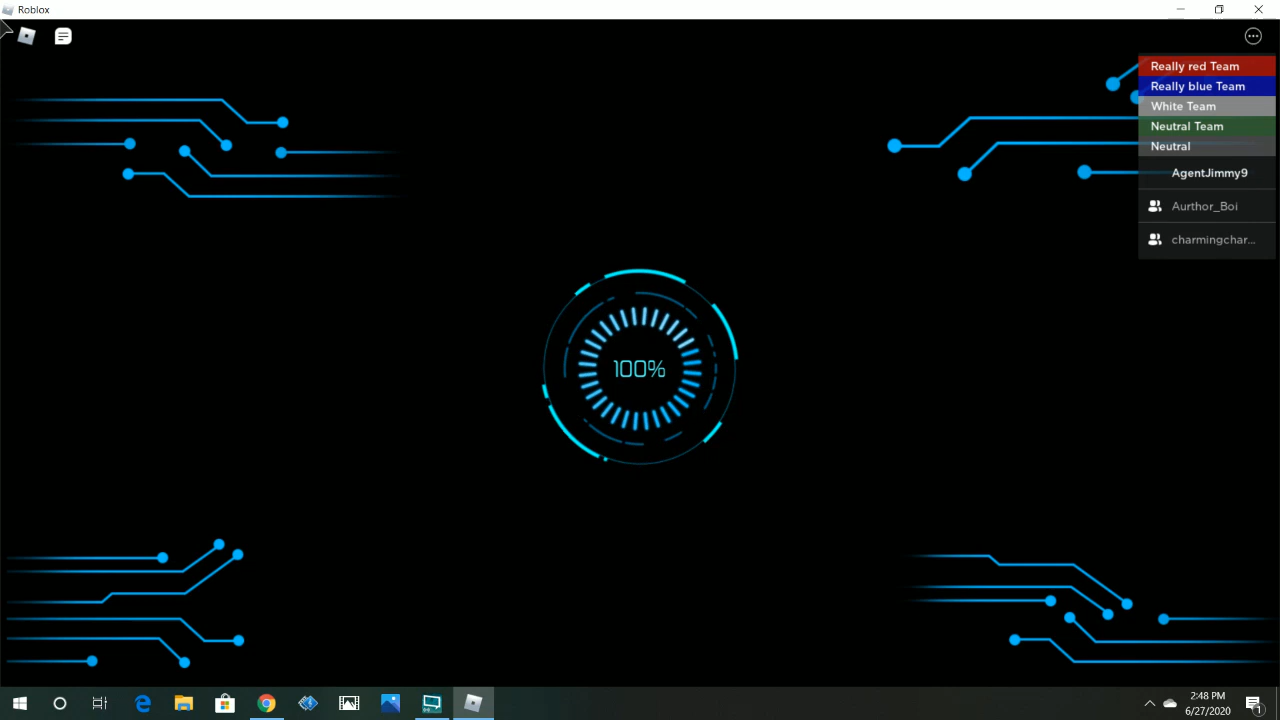 Roblox
Really red Team
Really blue Team
White Team
Neutral Team
Neutral
AgentJimmy9
Aurthor_Boi
charmingchar...
100%
2:48 PM
6/27/2020
1